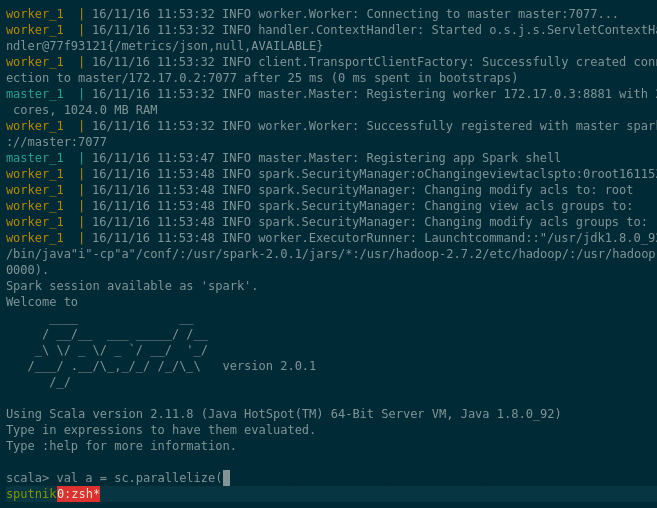 worker_1  | 16/11/16 11:53:32 INFO worker.Worker: Connecting to master master:7077...
worker_1  | 16/11/16 11:53:32 INFO handler.ContextHandler: Started o.s.j.s.ServletContextHa
ndler@77f93121{/metrics/json,null,AVAILABLE}
worker_1  | 16/11/16 11:53:32 INFO client.TransportClientFactory: Successfully created conn
ection to master/172.17.0.2:7077 after 25 ms (0 ms spent in bootstraps)
master_1  | 16/11/16 11:53:32 INFO master.Master: Registering worker 172.17.0.3:8881 with
 cores, 1024.0 MB RAM
worker_1  | 16/11/16 11:53:32 INFO worker.Worker: Successfully registered with master spark
://master:7077
master_1  | 16/11/16 11:53:47 INFO master.Master: Registering app Spark shell
worker_1  | 16/11/16 11:53:48 INFO spark.SecurityManager:oChangingeviewtaclspto:0root16115
worker_1  | 16/11/16 11:53:48 INFO spark.SecurityManager: Changing modify acls to: root
worker_1  | 16/11/16 11:53:48 INFO spark.SecurityManager: Changing view acls groups to:
worker_1  | 16/11/16 11:53:48 INFO spark.SecurityManager: Changing modify acls groups to:
worker_1  | 16/11/16 11:53:48 INFO worker.ExecutorRunner: Launchtcommand::"/usr/jdk1.8.0_92
/bin/java"i"-cp"a"/conf/:/usr/spark-2.0.1/jars/*:/usr/hadoop-2.7.2/etc/hadoop/:/usr/hadoop
0000).
Spark session available as 'spark'.
Welcome to
      ____              __
     / __/__  ___ _____/ /__
    _\ \/ _ \/ _ `/ __/  '_/
   /___/ .__/\_,_/_/ /_/\_\   version 2.0.1
      /_/
Using Scala version 2.11.8 (Java HotSpot(TM) 64-Bit Server VM, Java 1.8.0_92)
Type in expressions to have them evaluated.
Type :help for more information.
scala> val a = sc.parallelize(
sputnik 0:zsh*